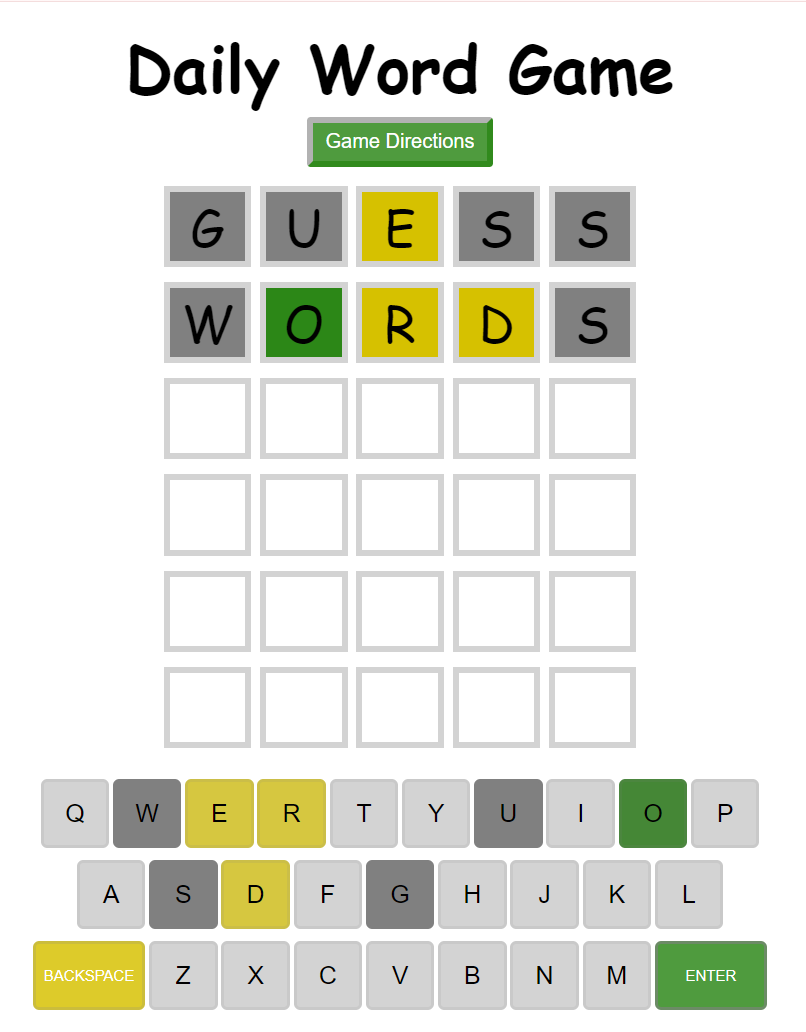 Daily Word Game
Game Directions
G U E S S
W O R D S
Q W E R T Y U I O P
A S D F G H J K L
BACKSPACE Z X C V B N M ENTER